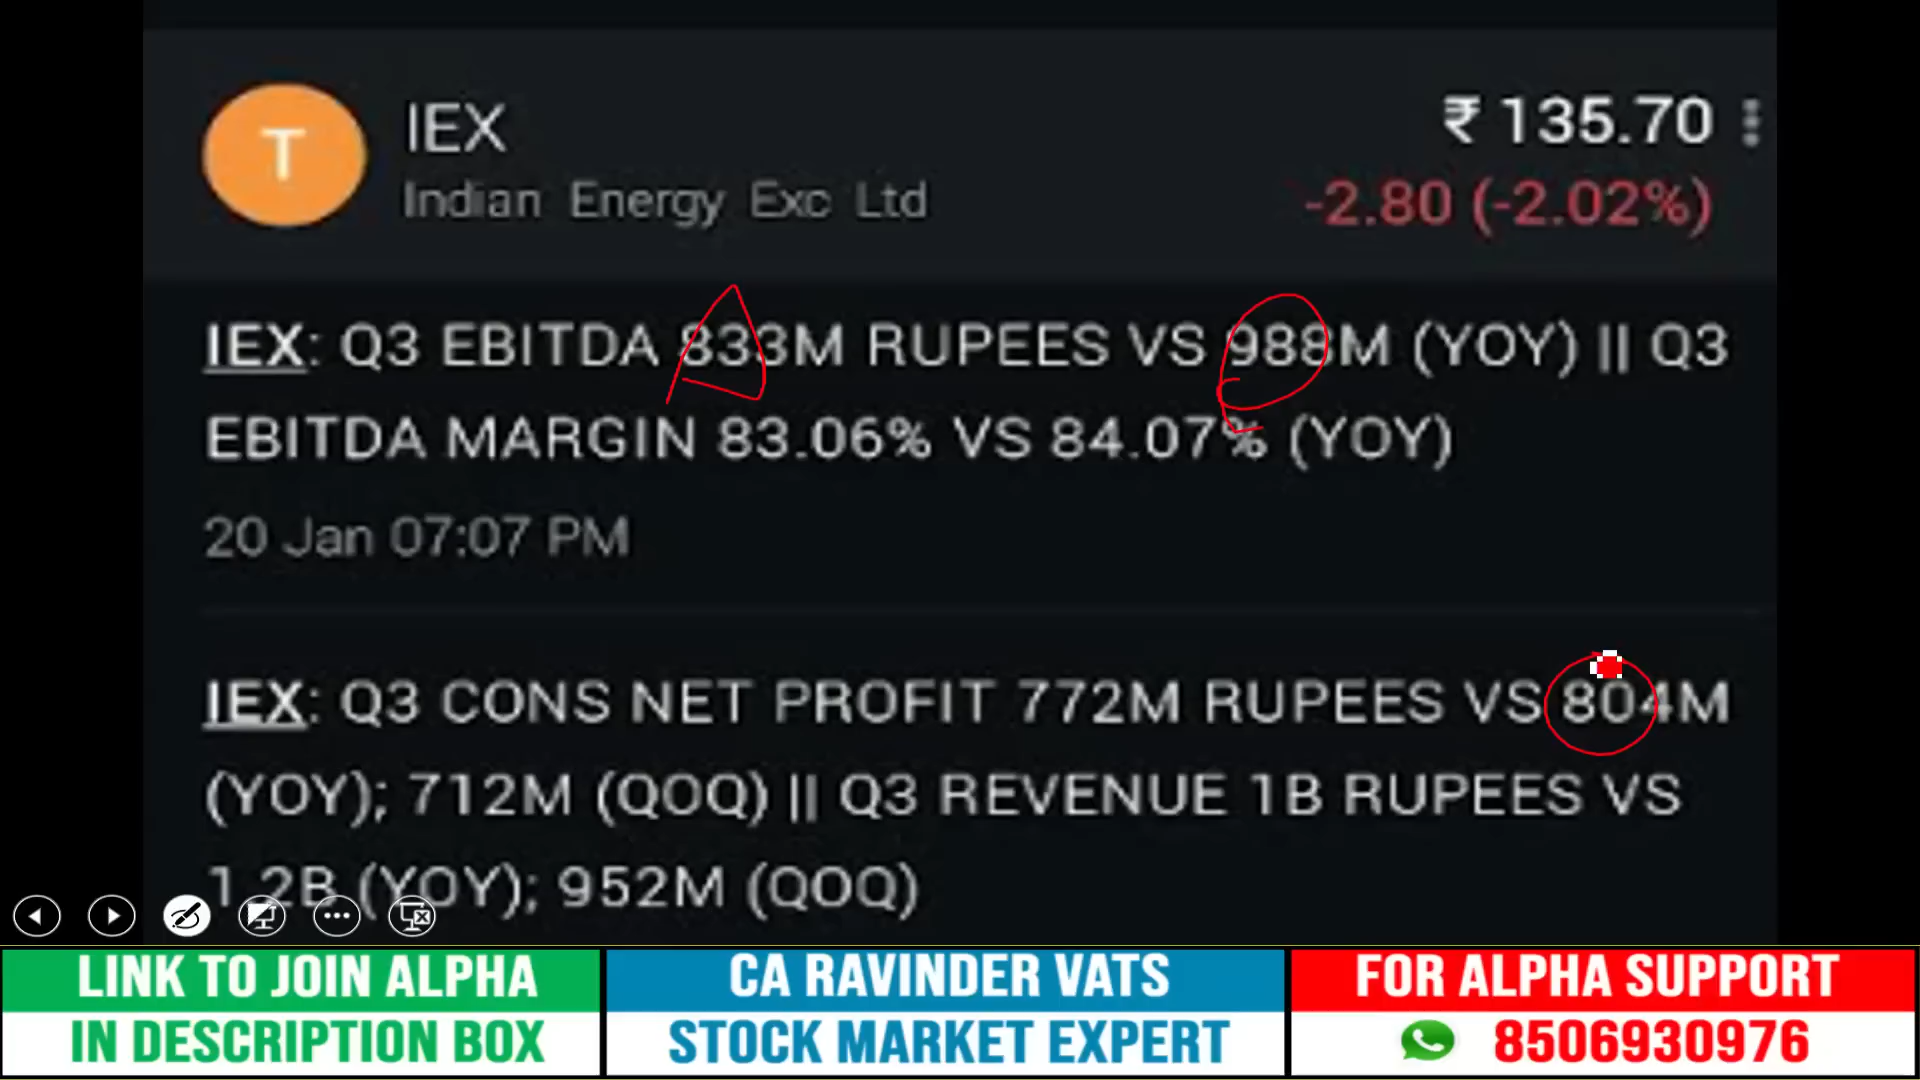 T
IEX
Indian Energy Exc Ltd
₹ 135.70
-2.80 (-2.02%)
IEX: Q3 EBITDA 833M RUPEES VS 988M (YOY) || Q3
EBITDA MARGIN 83.06% VS 84.07% (YOY)
20 Jan 07:07 PM
IEX: Q3 CONS NET PROFIT 772M RUPEES VS 804M
(YOY); 712M (QOQ) || Q3 REVENUE 1B RUPEES VS
1.2B (YOY); 952M (QOQ)
LINK TO JOIN ALPHA
IN DESCRIPTION BOX
CA RAVINDER VATS
STOCK MARKET EXPERT
FOR ALPHA SUPPORT
8506930976